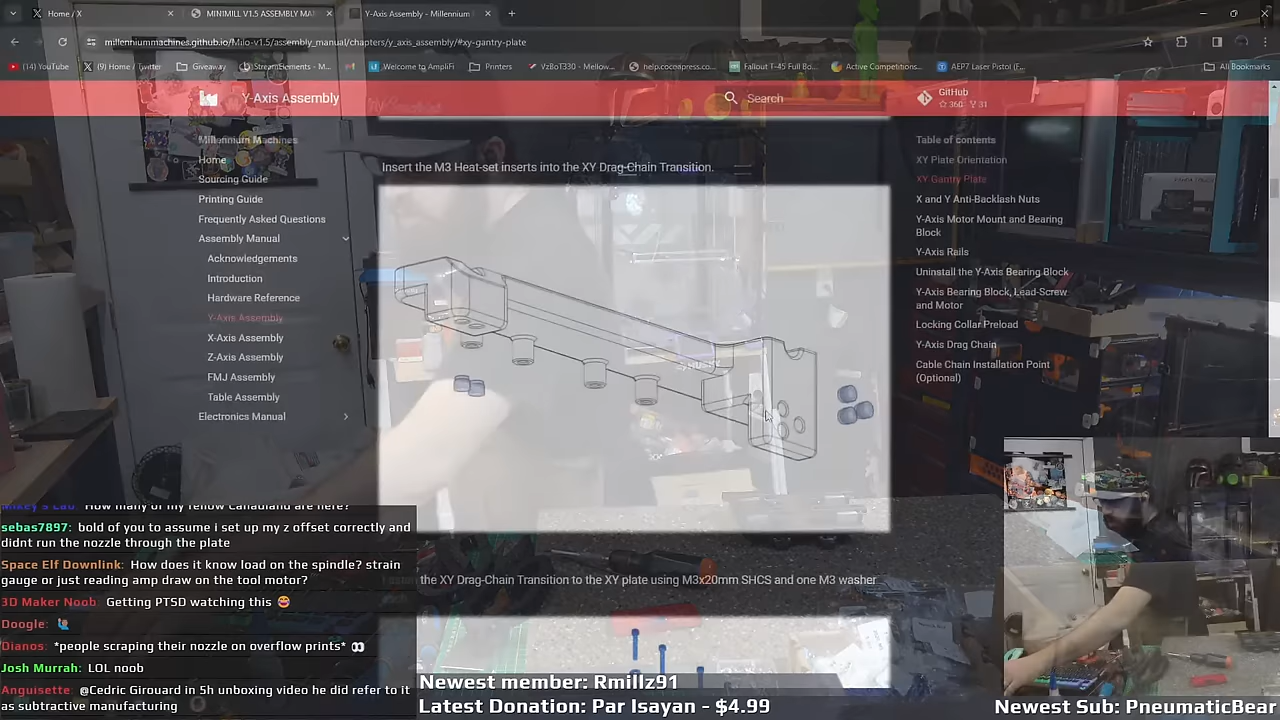 Home / X
MINIMILL V1.5 ASSEMBLY MAN
Y-Axis Assembly - Millennium
millenniummachines.github.io/Milo-v1.5/assembly_manual/chapters/y_axis_assembly/#xy-gantry-plate
(14) YouTube
(9) Home / Twitter
Giveaway
StreamElements - M...
Welcome to AmpliFi
Printers
VzBoT330 - Mellow...
help.cocoapress.co...
Fallout T-45 Full Bo...
Active Competitions...
AEP7 Laser Pistol (F...
All Bookmarks
Y-Axis Assembly
Search
GitHub
360 31
Millennium Machines
Home
Sourcing Guide
Printing Guide
Frequently Asked Questions
Assembly Manual
Acknowledgements
Introduction
Hardware Reference
Y-Axis Assembly
X-Axis Assembly
Z-Axis Assembly
FMJ Assembly
Table Assembly
Electronics Manual
Insert the M3 Heat-set inserts into the XY Drag-Chain Transition.
the XY Drag-Chain Transition to the XY plate using M3x20mm SHCS and one M3 washer
Table of contents
XY Plate Orientation
XY Gantry Plate
X and Y Anti-Backlash Nuts
Y-Axis Motor Mount and Bearing
Block
Y-Axis Rails
Uninstall the Y-Axis Bearing Block
Y-Axis Bearing Block, Lead-Screw
and Motor
Locking Collar Preload
Y-Axis Drag Chain
Cable Chain Installation Point
(Optional)
Mikey's Lab: How many of my fellow Canadians are here?
sebas7897: bold of you to assume i set up my z offset correctly and
didnt run the nozzle through the plate
Space Elf Downlink: How does it know load on the spindle? strain
gauge or just reading amp draw on the tool motor?
3D Maker Noob: Getting PTSD watching this 😅
Doogle: 🤦
Dianos: *people scraping their nozzle on overflow prints* 👀
Josh Murrah: LOL noob
Anguisette: @Cedric Girouard in 5h unboxing video he did refer to it
as subtractive manufacturing
Newest member: Rmillz91
Latest Donation: Par Isayan - $4.99
Newest Sub: PneumaticBear